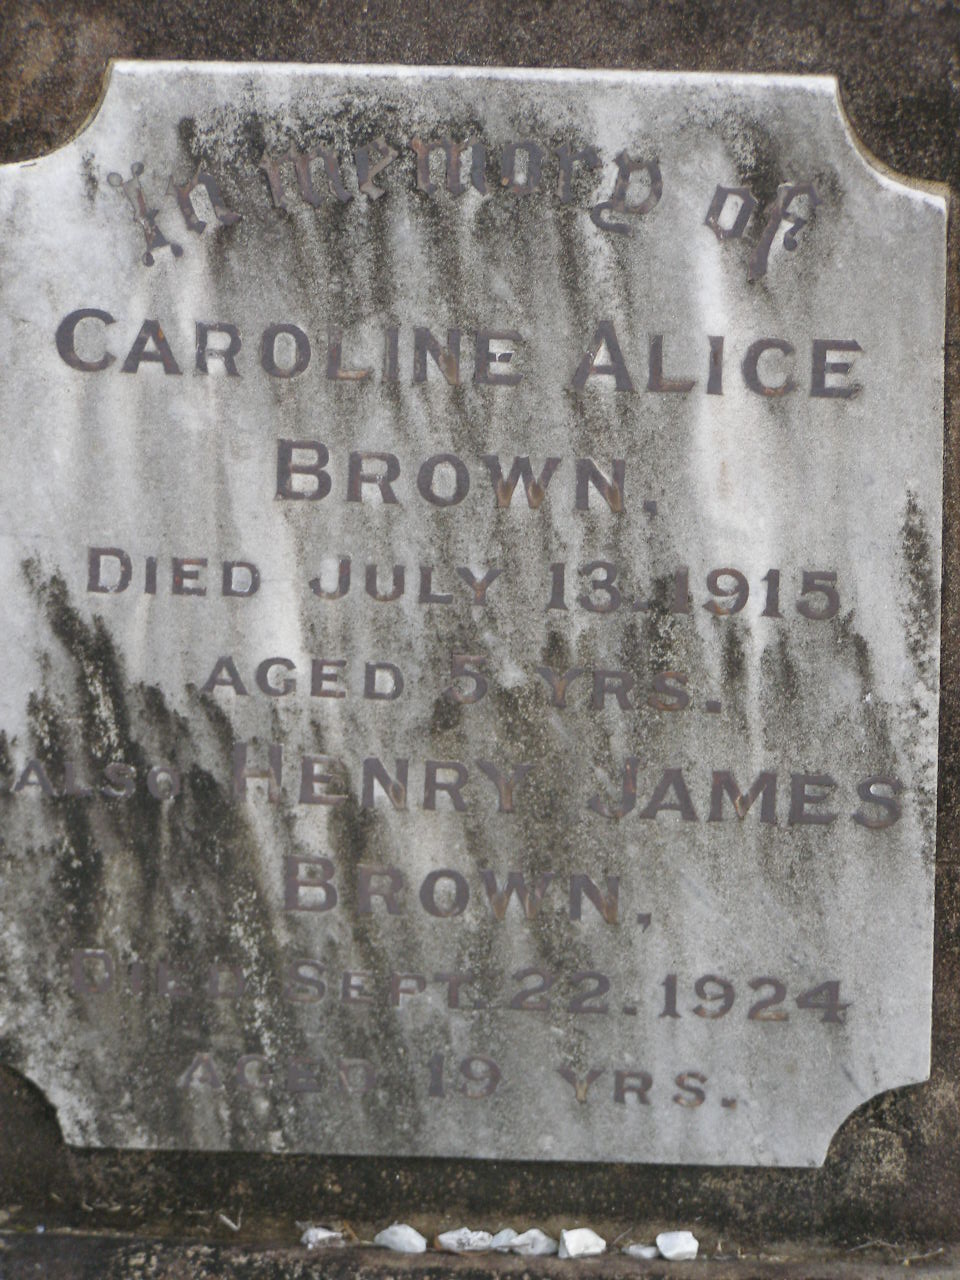 In memory of
CAROLINE ALICE
BROWN.
DIED JULY 13. 1915
AGED 5 YRS.
ALSO HENRY JAMES
BROWN,
DIED SEPT. 22. 1924
AGED 19 YRS.